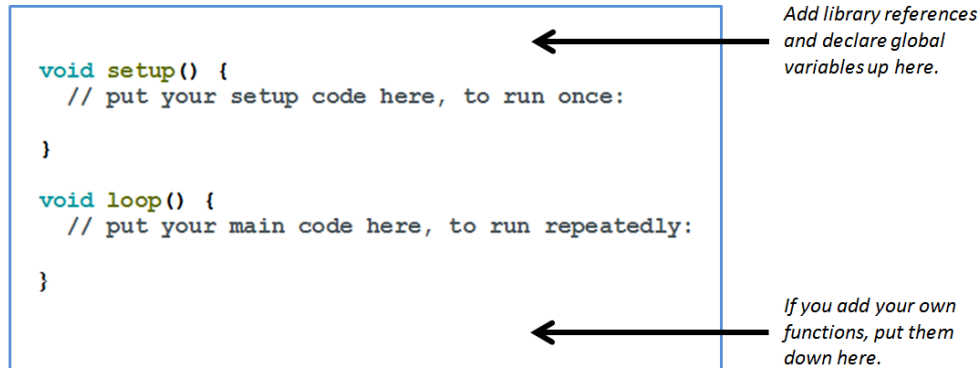 Add library references
and declare global
variables up here.
void setup() {
  // put your setup code here, to run once:
}
void loop() {
  // put your main code here, to run repeatedly:
}
If you add your own
functions, put them
down here.